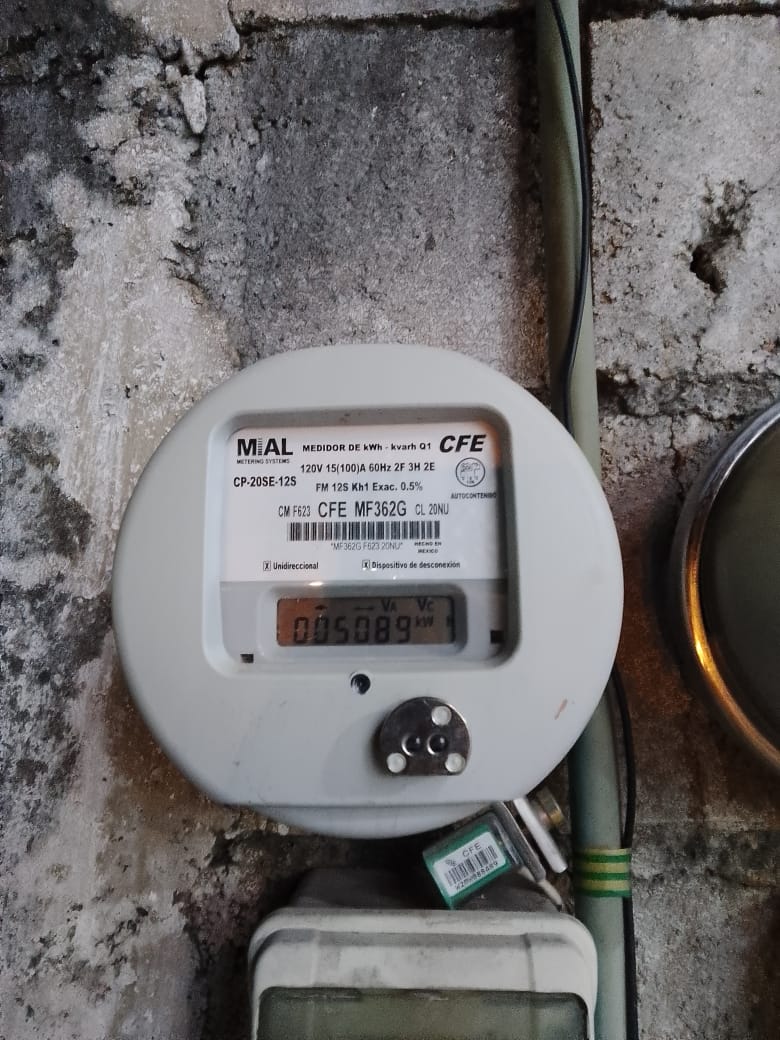 MIAL
METERING SYSTEMS
MEDIDOR DE kWh - kvarh Q1
CFE
120V 15(100)A 60Hz 2F 3H 2E
CP-20SE-12S
FM 12S Kh1 Exac. 0.5%
AUTOCONTENIDO
CM F623 CFE MF362G CL 20NU
*MF362G F623 20NU*
HECHO EN
MEXICO
X Unidireccional
X Dispositivo de desconexión
VA VC
005089 kW h
CFE